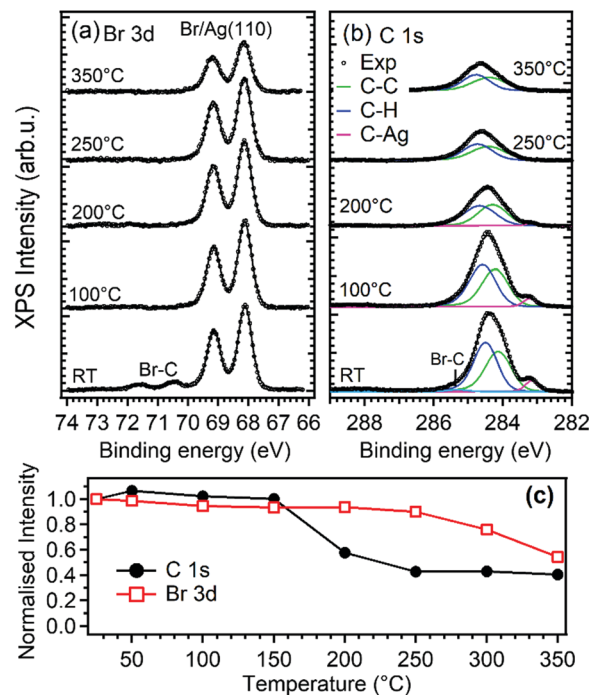 (a) Br 3d
Br/Ag(110)
350°C
250°C
200°C
100°C
RT
Br-C
74 73 72 71 70 69 68 67 66
Binding energy (eV)
XPS Intensity (arb.u.)
(b) C 1s
Exp
C-C
C-H
C-Ag
350°C
250°C
200°C
100°C
Br-C
RT
288 286 284 282
Binding energy (eV)
(c)
1.0
0.8
0.6
0.4
0.2
0.0
Normalised Intensity
C 1s
Br 3d
50 100 150 200 250 300 350
Temperature (°C)